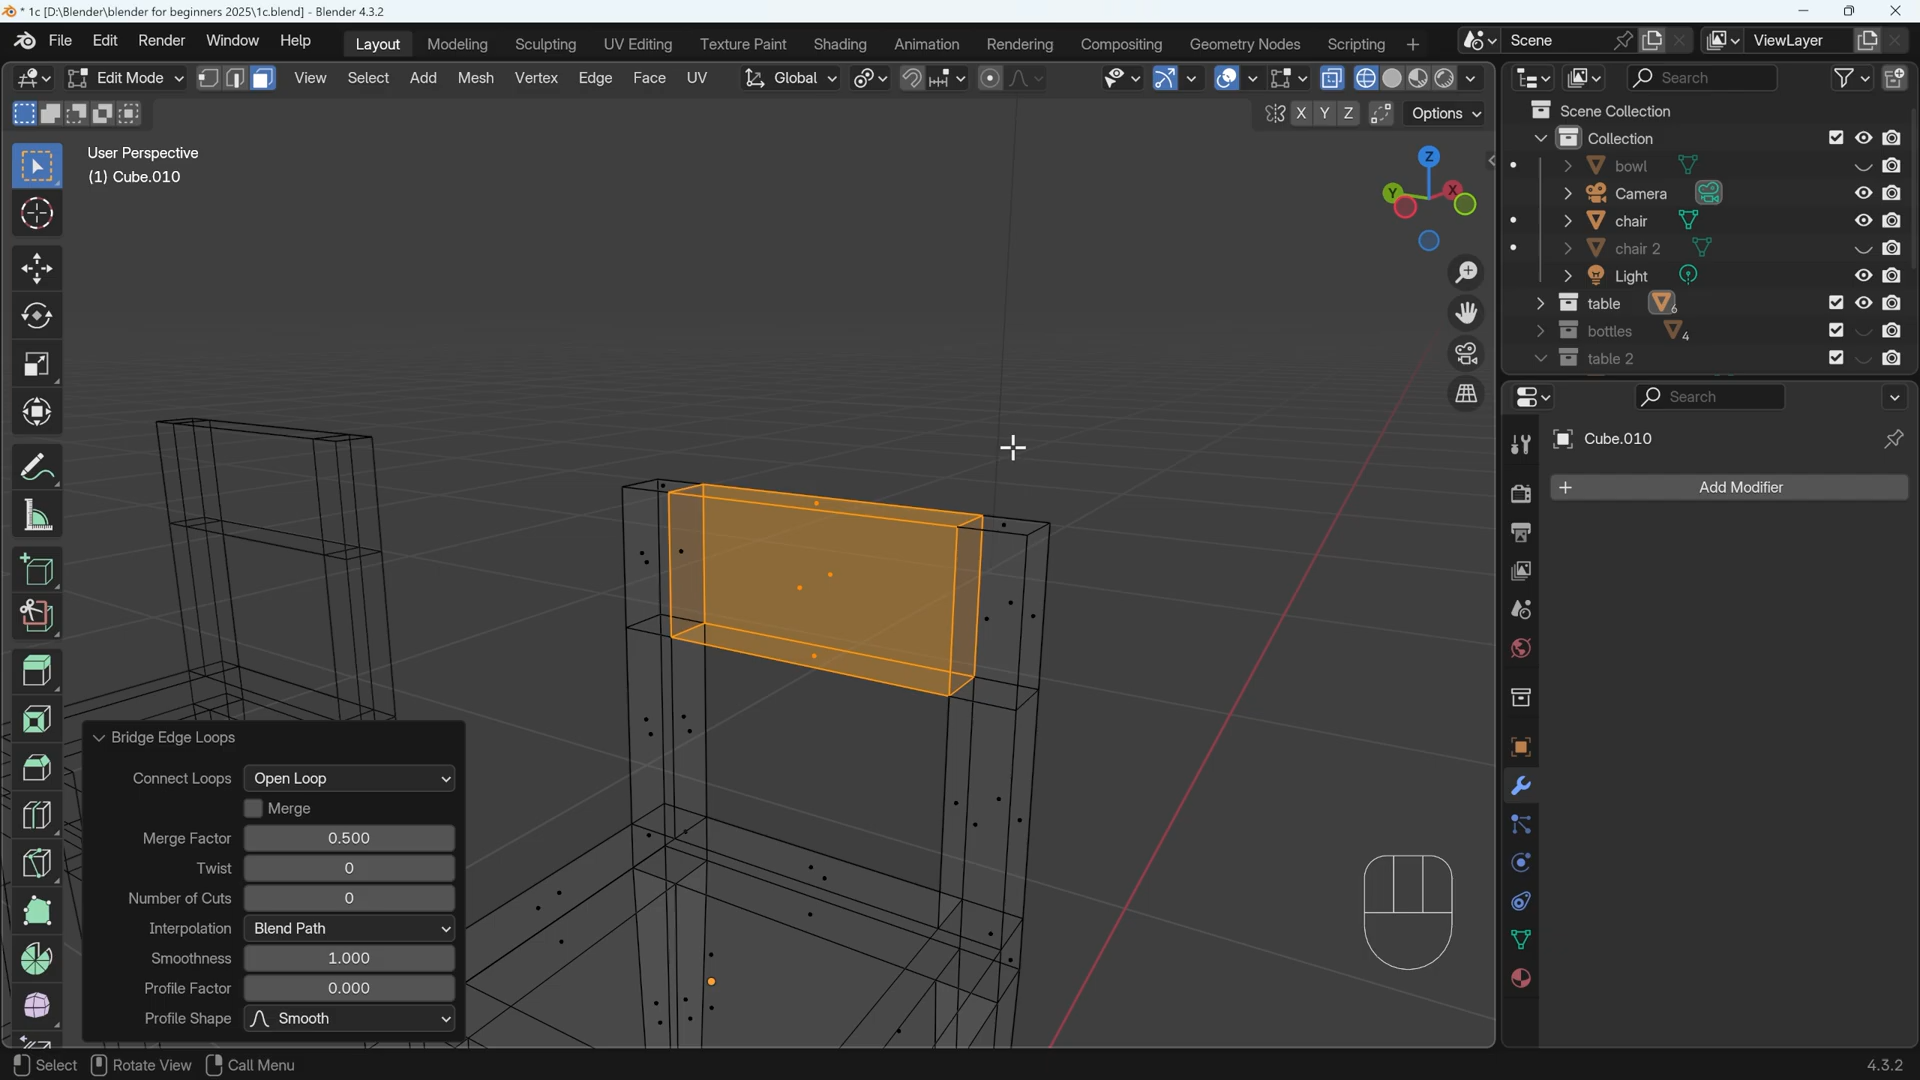 * 1c [D:\Blender\blender for beginners 2025\1c.blend] - Blender 4.3.2
File Edit Render Window Help Layout Modeling Sculpting UV Editing Texture Paint Shading Animation Rendering Compositing Geometry Nodes Scripting + Scene ViewLayer
Edit Mode View Select Add Mesh Vertex Edge Face UV Global Search
X Y Z Options
User Perspective
(1) Cube.010
Z
Y X
Scene Collection
Collection
bowl
Camera
chair
chair 2
Light
table 6
bottles 4
table 2
Search
Cube.010
+ Add Modifier
Bridge Edge Loops
Connect Loops Open Loop
Merge
Merge Factor 0.500
Twist 0
Number of Cuts 0
Interpolation Blend Path
Smoothness 1.000
Profile Factor 0.000
Profile Shape Smooth
Select Rotate View Call Menu 4.3.2